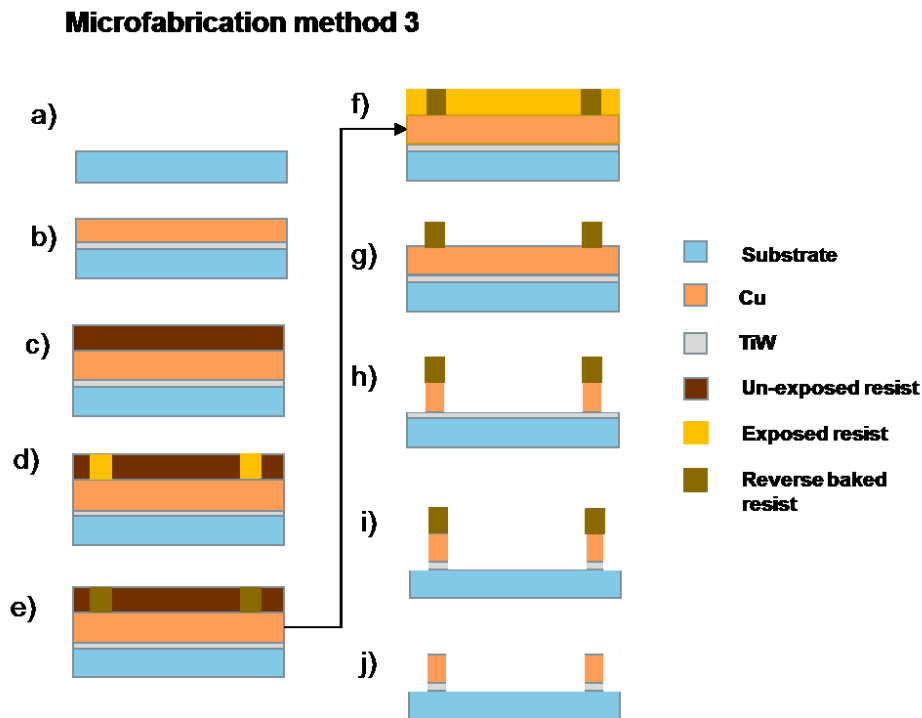 Microfabrication method 3
a)
b)
c)
d)
e)
f)
g)
h)
i)
j)
Substrate
Cu
TiW
Un-exposed resist
Exposed resist
Reverse baked
resist